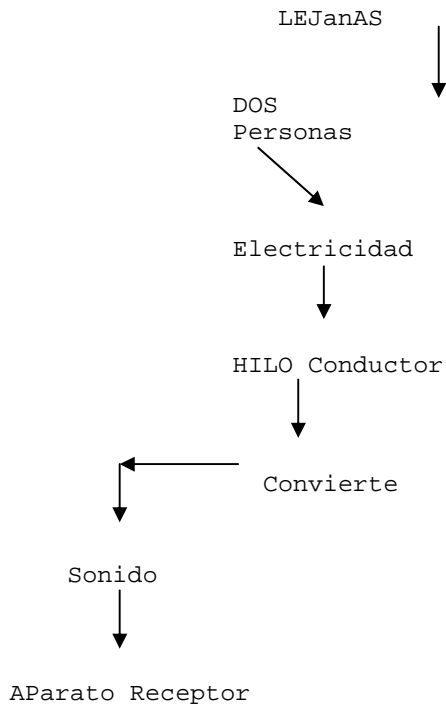 LEJanAS
DOS
Personas
Electricidad
HILO Conductor
Convierte
Sonido
AParato Receptor